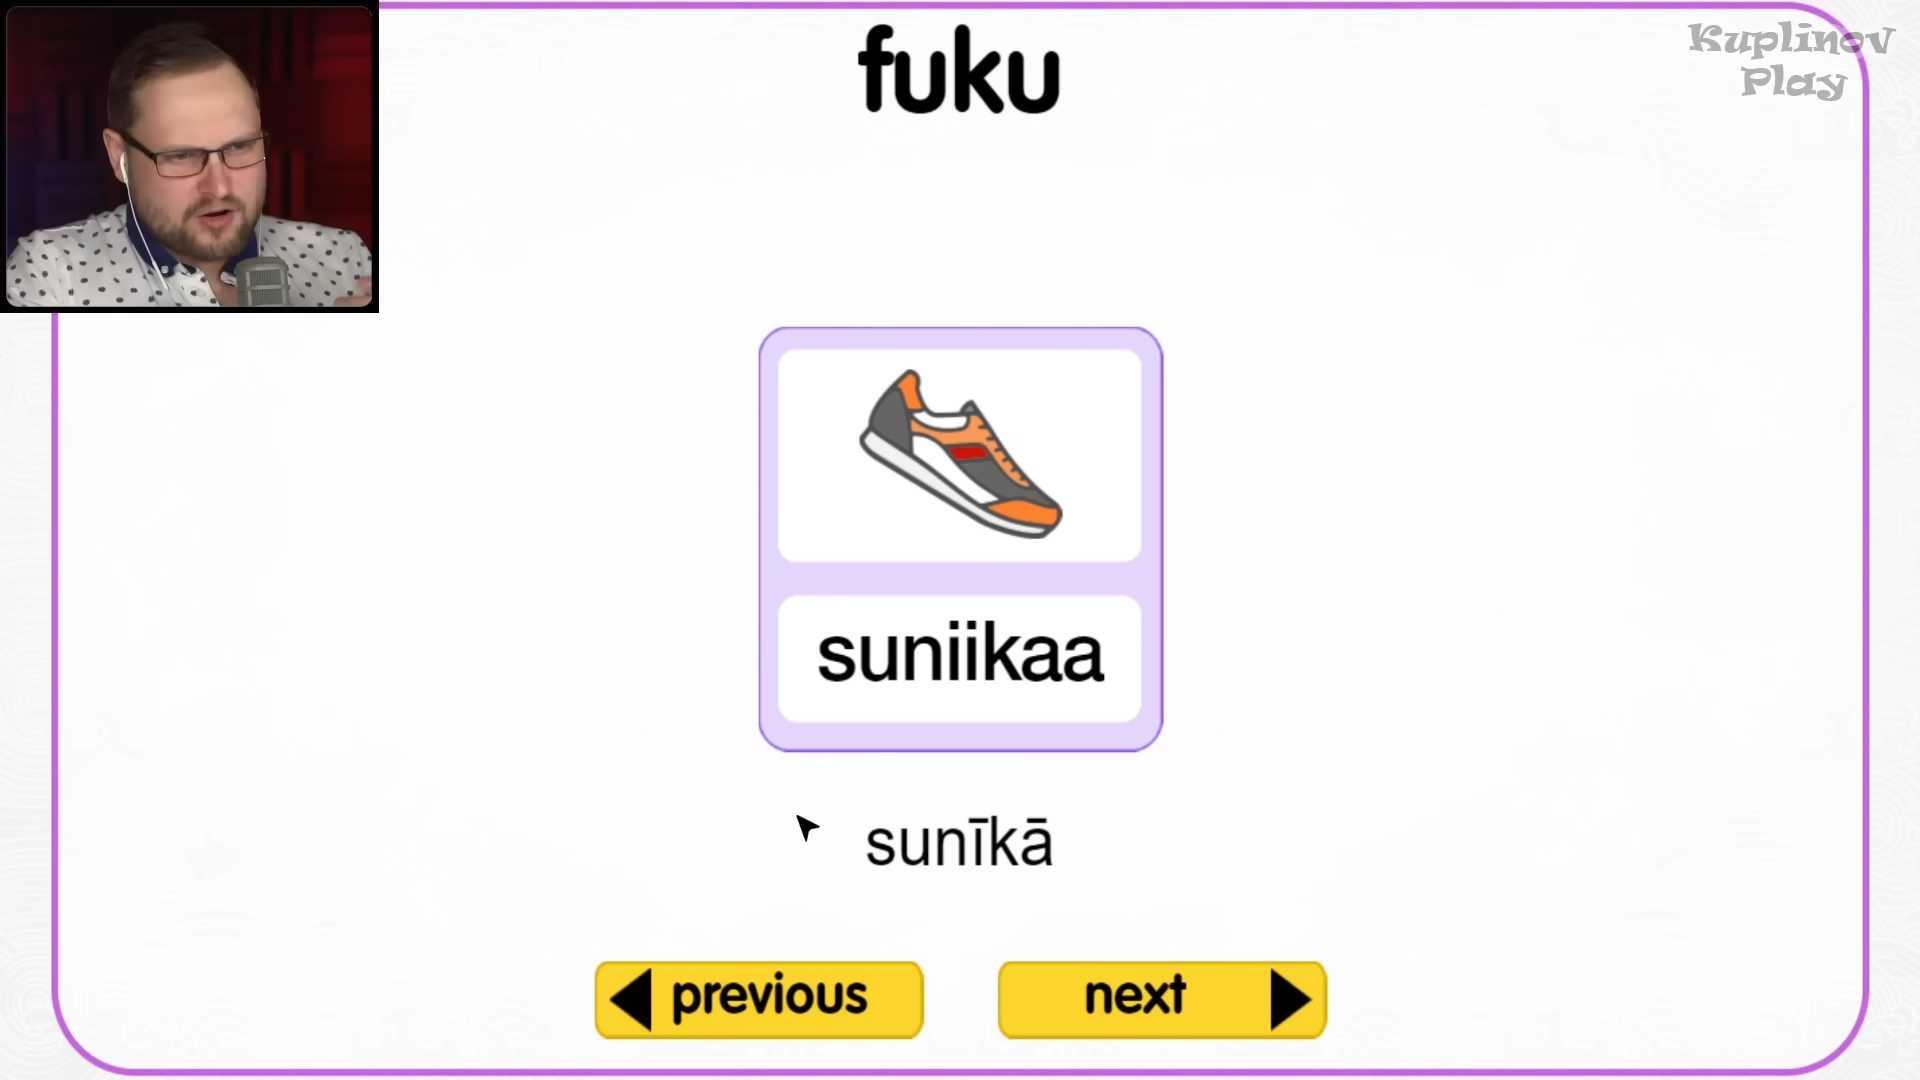 fuku
Kuplinov
Play
suniikaa
sunīkā
previous
next